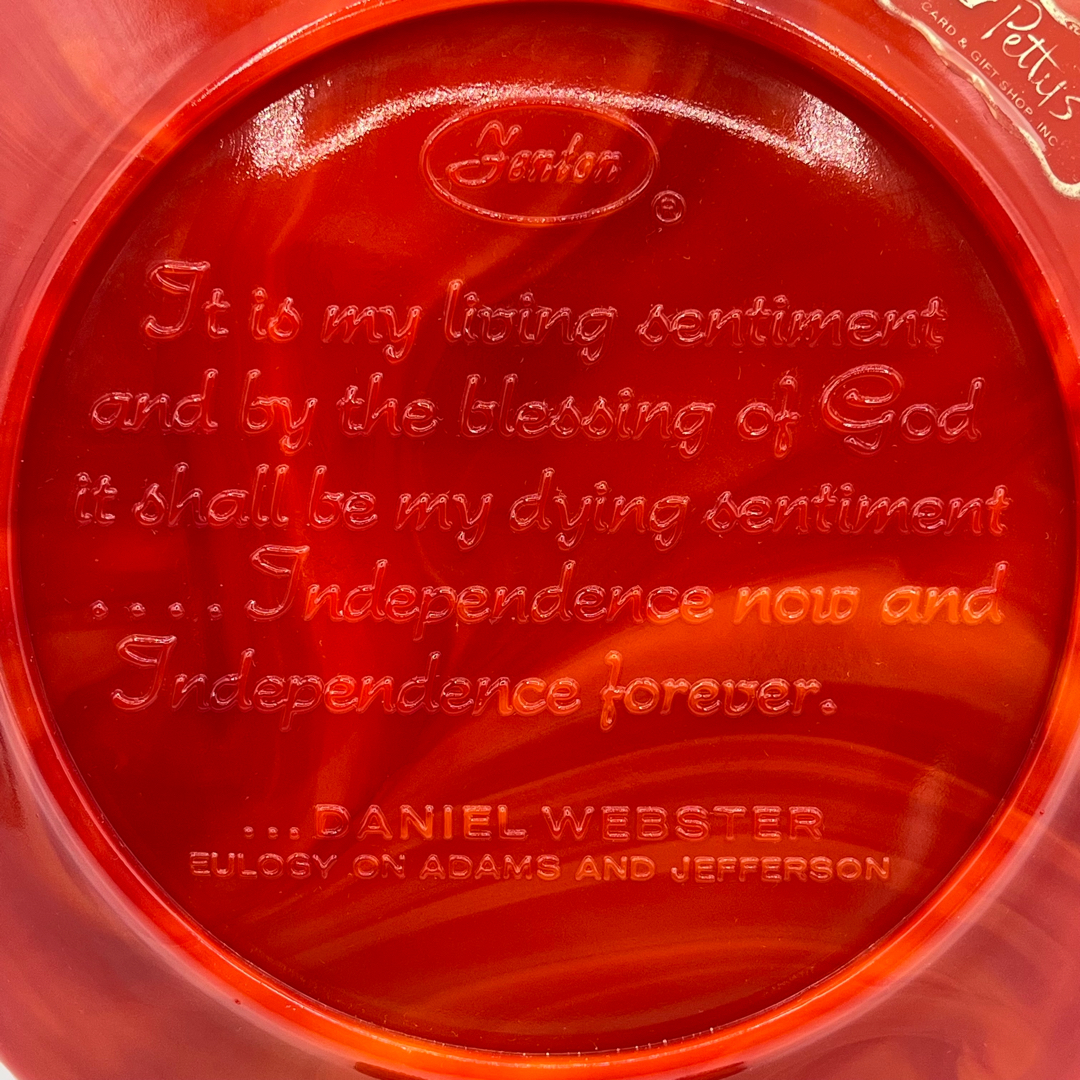 Fenton
®
Pettus
CARD & GIFT SHOP INC
It is my living sentiment
and by the blessing of God
it shall be my dying sentiment
.... Independence now and
Independence forever.
...DANIEL WEBSTER
EULOGY ON ADAMS AND JEFFERSON